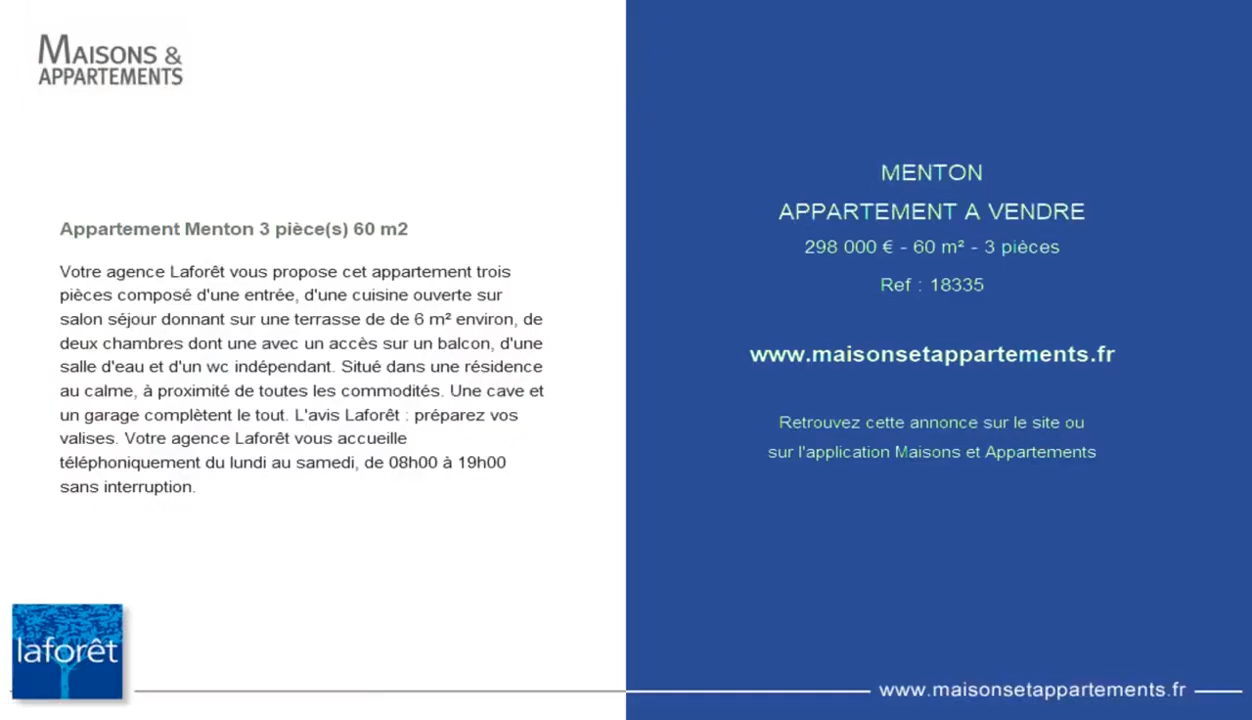 MAISONS &
APPARTEMENTS
Appartement Menton 3 pièce(s) 60 m2
Votre agence Laforêt vous propose cet appartement trois
pièces composé d'une entrée, d'une cuisine ouverte sur
salon séjour donnant sur une terrasse de de 6 m² environ, de
deux chambres dont une avec un accès sur un balcon, d'une
salle d'eau et d'un wc indépendant. Situé dans une résidence
au calme, à proximité de toutes les commodités. Une cave et
un garage complètent le tout. L'avis Laforêt : préparez vos
valises. Votre agence Laforêt vous accueille
téléphoniquement du lundi au samedi, de 08h00 à 19h00
sans interruption.
laforêt
MENTON
APPARTEMENT A VENDRE
298 000 € - 60 m² - 3 pièces
Ref : 18335
www.maisonsetappartements.fr
Retrouvez cette annonce sur le site ou
sur l'application Maisons et Appartements
www.maisonsetappartements.fr